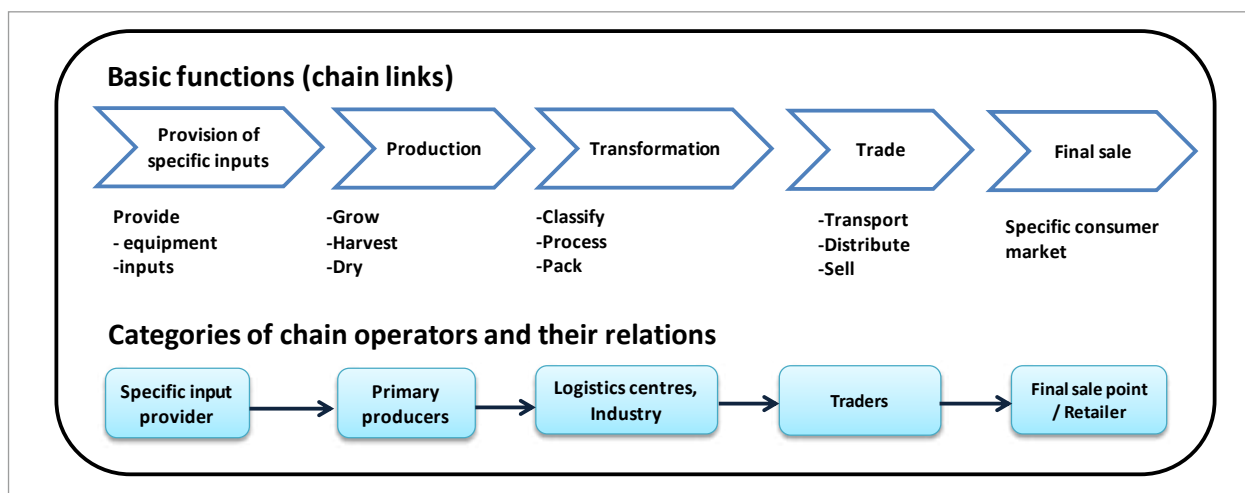 Basic functions (chain links)
Provision of
specific inputs
Production
Transformation
Trade
Final sale
Provide
- equipment
-inputs
-Grow
-Harvest
-Dry
-Classify
-Process
-Pack
-Transport
-Distribute
-Sell
Specific consumer
market
Categories of chain operators and their relations
Specific input
provider
Primary
producers
Logistics centres,
Industry
Traders
Final sale point
/ Retailer